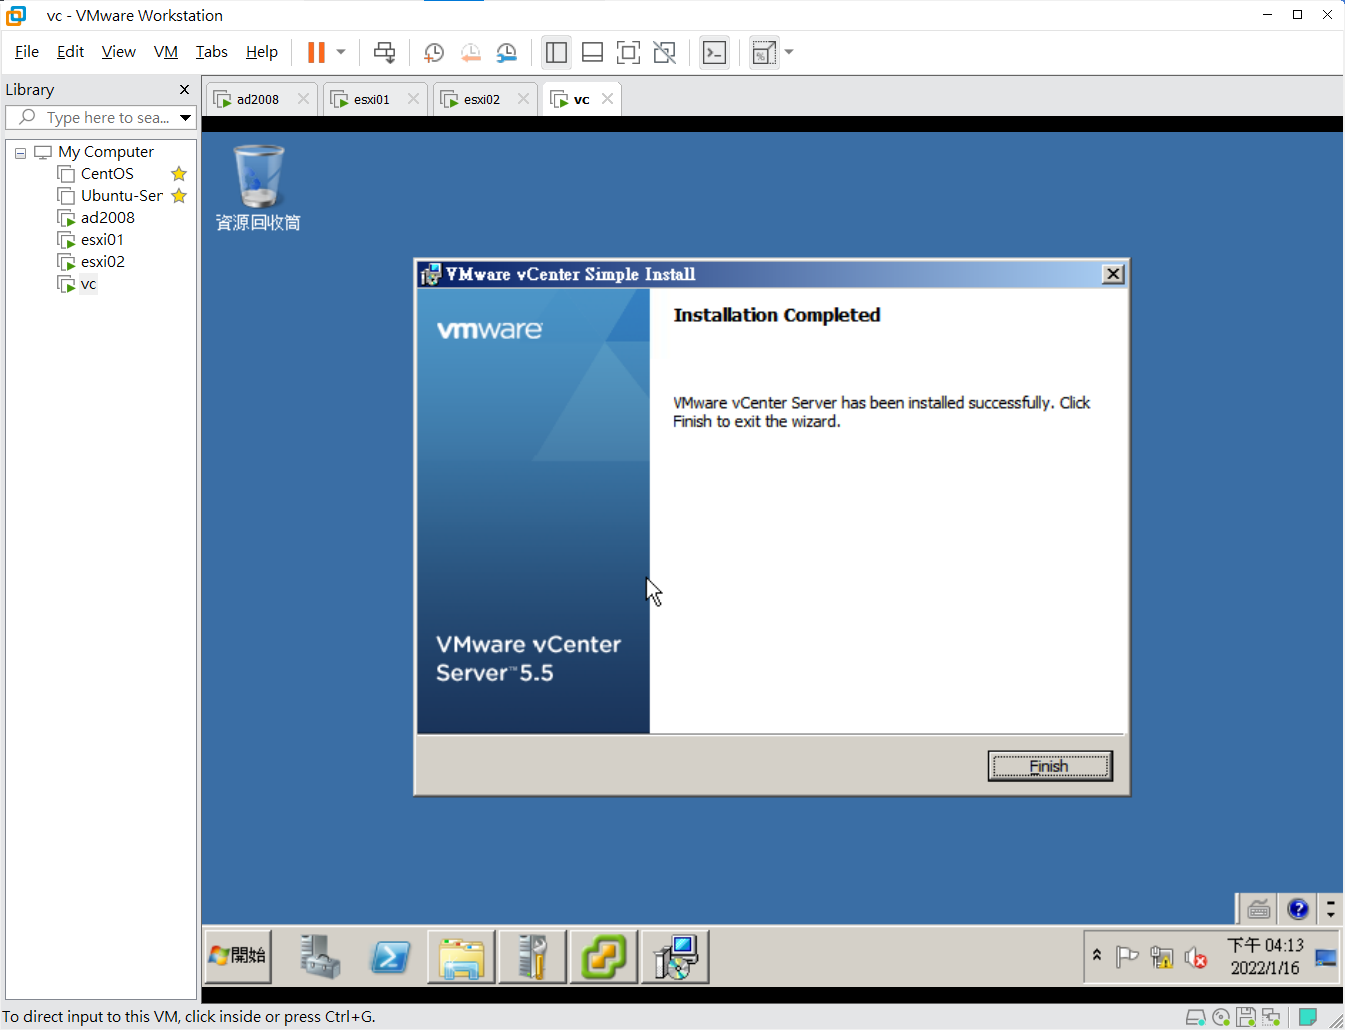 vc - VMware Workstation
File Edit View VM Tabs Help
Library
Type here to sea...
My Computer
CentOS
Ubuntu-Ser
ad2008
esxi01
esxi02
vc
ad2008
esxi01
esxi02
vc
資源回收筒
VMware vCenter Simple Install
vmware
Installation Completed
VMware vCenter Server has been installed successfully. Click
Finish to exit the wizard.
VMware vCenter
Server™ 5.5
Finish
開始
下午 04:13
2022/1/16
To direct input to this VM, click inside or press Ctrl+G.